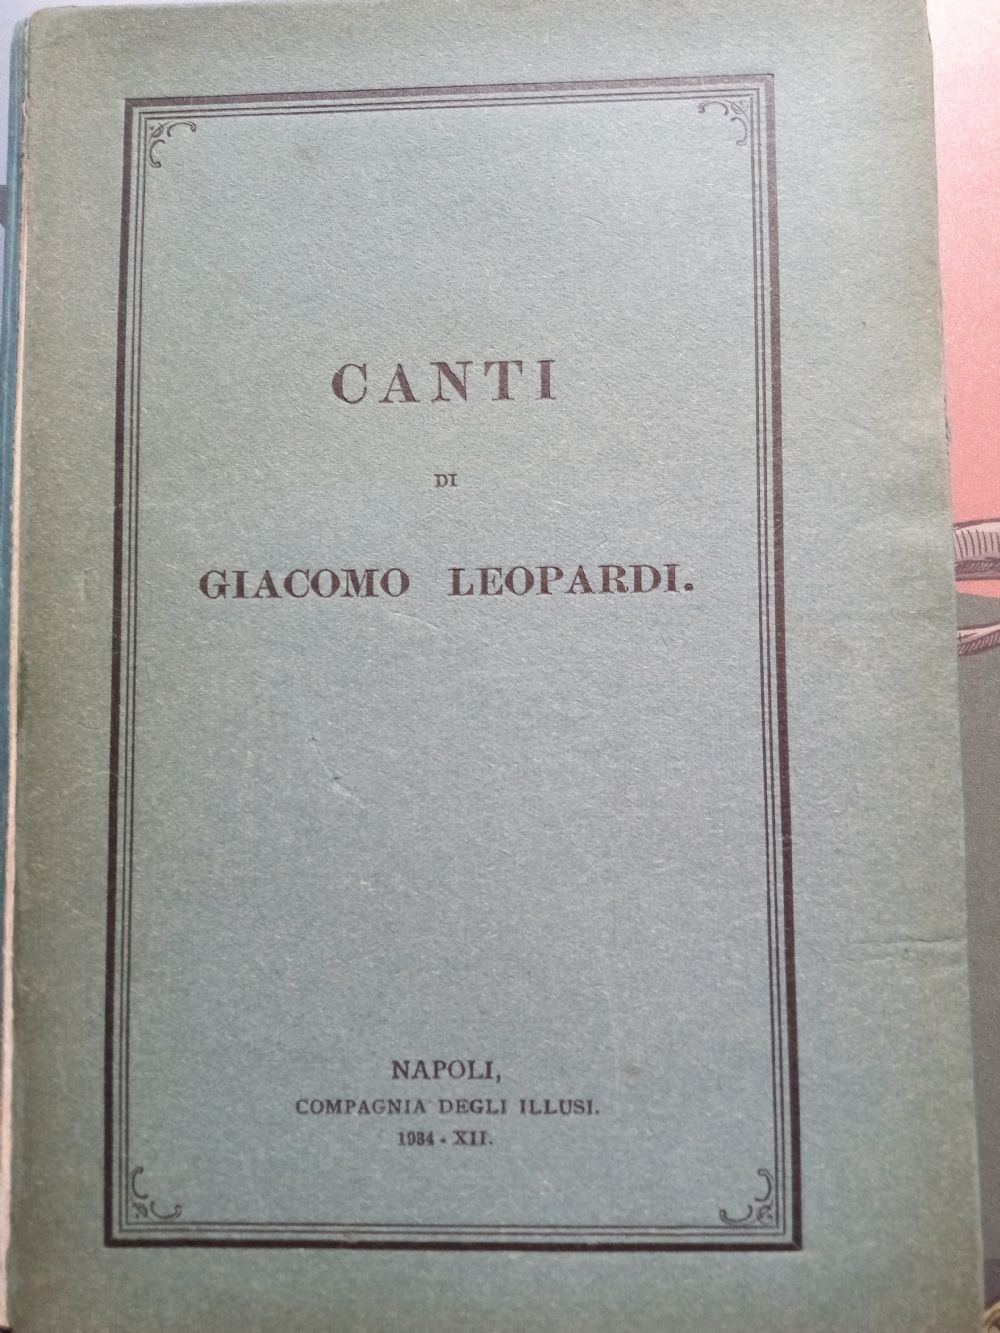 CANTI
DI
GIACOMO LEOPARDI.
NAPOLI,
COMPAGNIA DEGLI ILLUSI.
1934 - XII.